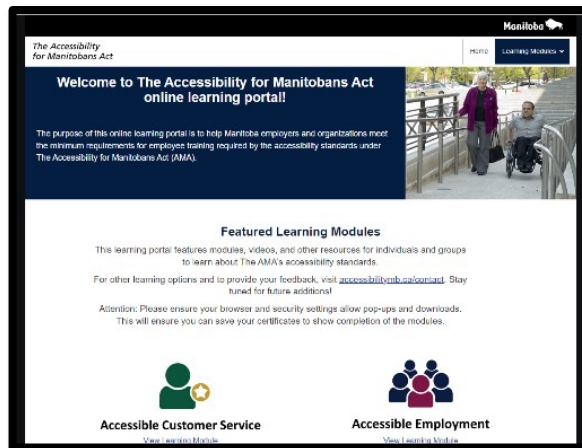 Manitoba
The Accessibility
for Manitobans Act
Home
Learning Modules
Welcome to The Accessibility for Manitobans Act
online learning portal!
The purpose of this online learning portal is to help Manitoba employers and organizations meet
the minimum requirements for employee training required by the accessibility standards under
The Accessibility for Manitobans Act (AMA).
Featured Learning Modules
This learning portal features modules, videos, and other resources for individuals and groups
to learn about The AMA's accessibility standards.
For other learning options and to provide your feedback, visit accessibilitymb.ca/contact. Stay
tuned for future additions!
Attention: Please ensure your browser and security settings allow pop-ups and downloads.
This will ensure you can save your certificates to show completion of the modules.
Accessible Customer Service
View Learning Module
Accessible Employment
View Learning Module